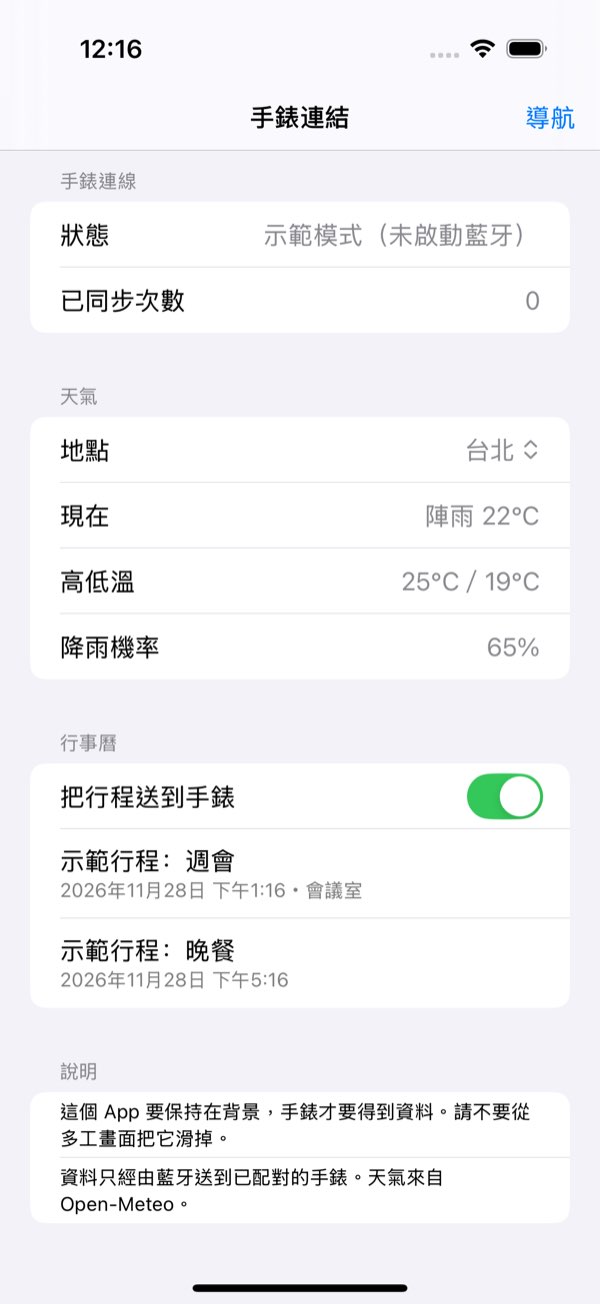 12:16
手錶連結
導航
手錶連線
狀態
示範模式（未啟動藍牙）
已同步次數
0
天氣
地點
台北
現在
陣雨 22°C
高低溫
25°C / 19°C
降雨機率
65%
行事曆
把行程送到手錶
示範行程：週會
2026年11月28日 下午1:16・會議室
示範行程：晚餐
2026年11月28日 下午5:16
說明
這個 App 要保持在背景，手錶才要得到資料。請不要從
多工畫面把它滑掉。
資料只經由藍牙送到已配對的手錶。天氣來自
Open-Meteo。